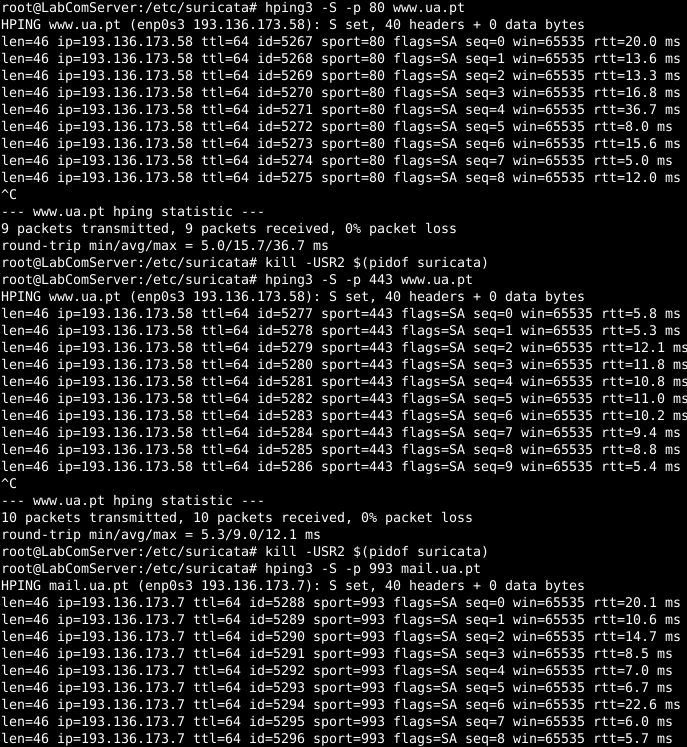 root@LabComServer:/etc/suricata# hping3 -S -p 80 www.ua.pt
HPING www.ua.pt (enp0s3 193.136.173.58): S set, 40 headers + 0 data bytes
len=46 ip=193.136.173.58 ttl=64 id=5267 sport=80 flags=SA seq=0 win=65535 rtt=20.0 ms
len=46 ip=193.136.173.58 ttl=64 id=5268 sport=80 flags=SA seq=1 win=65535 rtt=13.6 ms
len=46 ip=193.136.173.58 ttl=64 id=5269 sport=80 flags=SA seq=2 win=65535 rtt=13.3 ms
len=46 ip=193.136.173.58 ttl=64 id=5270 sport=80 flags=SA seq=3 win=65535 rtt=16.8 ms
len=46 ip=193.136.173.58 ttl=64 id=5271 sport=80 flags=SA seq=4 win=65535 rtt=36.7 ms
len=46 ip=193.136.173.58 ttl=64 id=5272 sport=80 flags=SA seq=5 win=65535 rtt=8.0 ms
len=46 ip=193.136.173.58 ttl=64 id=5273 sport=80 flags=SA seq=6 win=65535 rtt=15.6 ms
len=46 ip=193.136.173.58 ttl=64 id=5274 sport=80 flags=SA seq=7 win=65535 rtt=5.0 ms
len=46 ip=193.136.173.58 ttl=64 id=5275 sport=80 flags=SA seq=8 win=65535 rtt=12.0 ms
^C
--- www.ua.pt hping statistic ---
9 packets transmitted, 9 packets received, 0% packet loss
round-trip min/avg/max = 5.0/15.7/36.7 ms
root@LabComServer:/etc/suricata# kill -USR2 $(pidof suricata)
root@LabComServer:/etc/suricata# hping3 -S -p 443 www.ua.pt
HPING www.ua.pt (enp0s3 193.136.173.58): S set, 40 headers + 0 data bytes
len=46 ip=193.136.173.58 ttl=64 id=5277 sport=443 flags=SA seq=0 win=65535 rtt=5.8 ms
len=46 ip=193.136.173.58 ttl=64 id=5278 sport=443 flags=SA seq=1 win=65535 rtt=5.3 ms
len=46 ip=193.136.173.58 ttl=64 id=5279 sport=443 flags=SA seq=2 win=65535 rtt=12.1 ms
len=46 ip=193.136.173.58 ttl=64 id=5280 sport=443 flags=SA seq=3 win=65535 rtt=11.8 ms
len=46 ip=193.136.173.58 ttl=64 id=5281 sport=443 flags=SA seq=4 win=65535 rtt=10.8 ms
len=46 ip=193.136.173.58 ttl=64 id=5282 sport=443 flags=SA seq=5 win=65535 rtt=11.0 ms
len=46 ip=193.136.173.58 ttl=64 id=5283 sport=443 flags=SA seq=6 win=65535 rtt=10.2 ms
len=46 ip=193.136.173.58 ttl=64 id=5284 sport=443 flags=SA seq=7 win=65535 rtt=9.4 ms
len=46 ip=193.136.173.58 ttl=64 id=5285 sport=443 flags=SA seq=8 win=65535 rtt=8.8 ms
len=46 ip=193.136.173.58 ttl=64 id=5286 sport=443 flags=SA seq=9 win=65535 rtt=5.4 ms
^C
--- www.ua.pt hping statistic ---
10 packets transmitted, 10 packets received, 0% packet loss
round-trip min/avg/max = 5.3/9.0/12.1 ms
root@LabComServer:/etc/suricata# kill -USR2 $(pidof suricata)
root@LabComServer:/etc/suricata# hping3 -S -p 993 mail.ua.pt
HPING mail.ua.pt (enp0s3 193.136.173.7): S set, 40 headers + 0 data bytes
len=46 ip=193.136.173.7 ttl=64 id=5288 sport=993 flags=SA seq=0 win=65535 rtt=20.1 ms
len=46 ip=193.136.173.7 ttl=64 id=5289 sport=993 flags=SA seq=1 win=65535 rtt=10.6 ms
len=46 ip=193.136.173.7 ttl=64 id=5290 sport=993 flags=SA seq=2 win=65535 rtt=14.7 ms
len=46 ip=193.136.173.7 ttl=64 id=5291 sport=993 flags=SA seq=3 win=65535 rtt=8.5 ms
len=46 ip=193.136.173.7 ttl=64 id=5292 sport=993 flags=SA seq=4 win=65535 rtt=7.0 ms
len=46 ip=193.136.173.7 ttl=64 id=5293 sport=993 flags=SA seq=5 win=65535 rtt=6.7 ms
len=46 ip=193.136.173.7 ttl=64 id=5294 sport=993 flags=SA seq=6 win=65535 rtt=22.6 ms
len=46 ip=193.136.173.7 ttl=64 id=5295 sport=993 flags=SA seq=7 win=65535 rtt=6.0 ms
len=46 ip=193.136.173.7 ttl=64 id=5296 sport=993 flags=SA seq=8 win=65535 rtt=5.7 ms